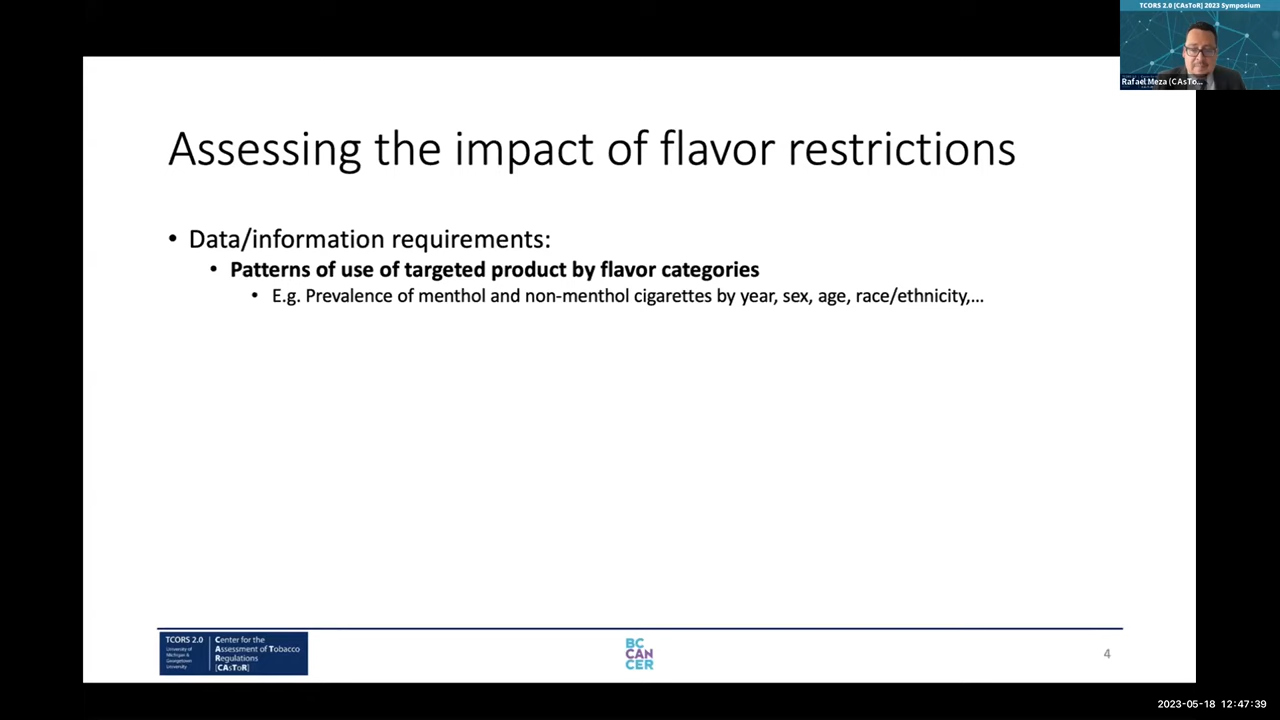 TCORS 2.0 [CAsToR] 2023 Symposium
Rafael Meza [CAsTo...
Assessing the impact of flavor restrictions
• Data/information requirements:
• Patterns of use of targeted product by flavor categories
• E.g. Prevalence of menthol and non-menthol cigarettes by year, sex, age, race/ethnicity,...
TCORS 2.0
University of
Michigan &
Georgetown
University
Center for the
Assessment of Tobacco
Regulations
[CAsToR]
BC
CAN
CER
4
2023-05-18 12:47:39